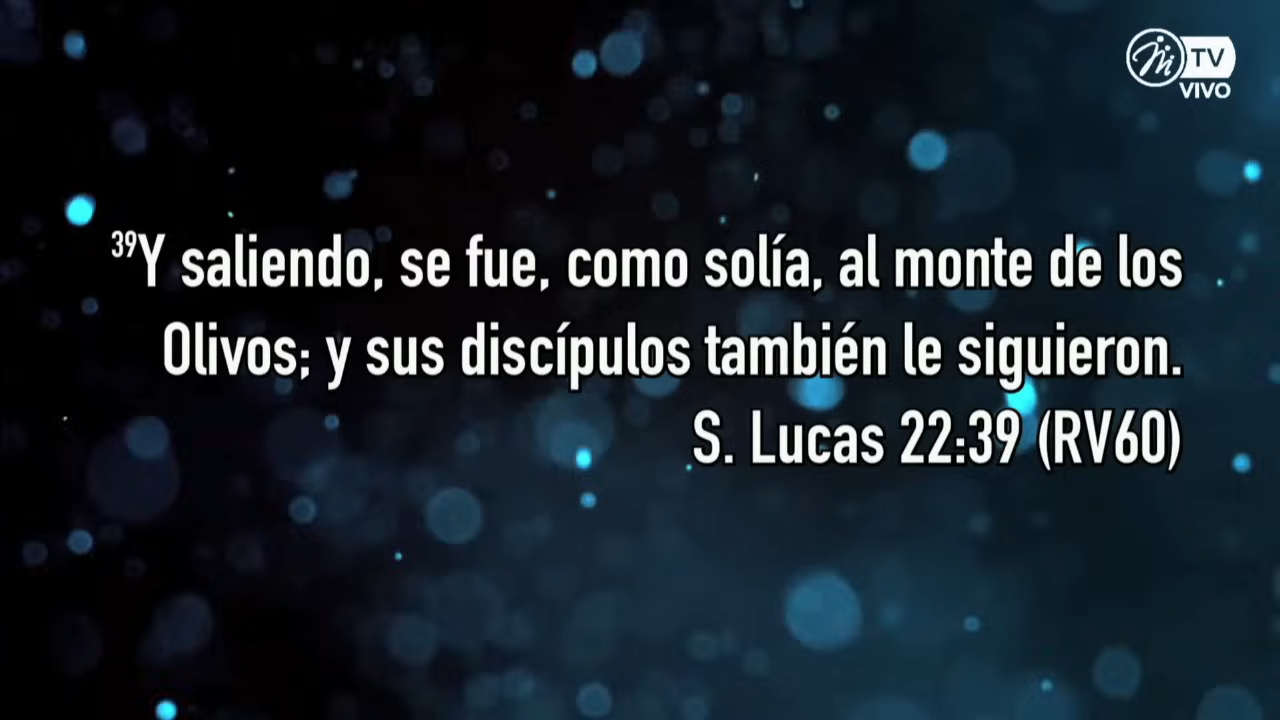 TV
VIVO
39Y saliendo, se fue, como solía, al monte de los
Olivos; y sus discípulos también le siguieron.
S. Lucas 22:39 (RV60)